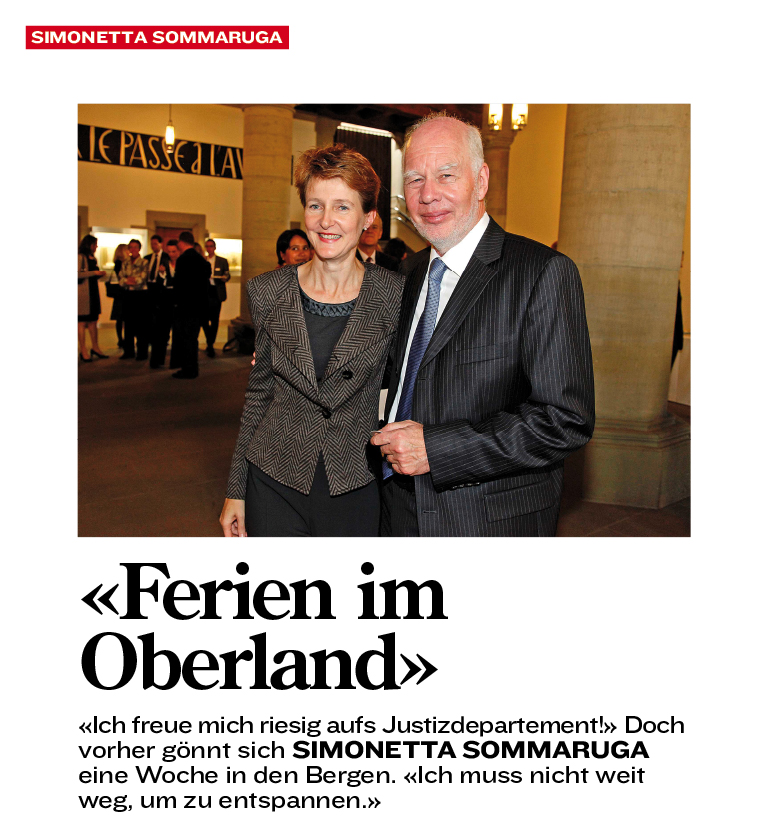 SIMONETTA SOMMARUGA
LE PASSÉ à L'AV
«Ferien im
Oberland»
«Ich freue mich riesig aufs Justizdepartement!» Doch
vorher gönnt sich SIMONETTA SOMMARUGA
eine Woche in den Bergen. «Ich muss nicht weit
weg, um zu entspannen.»